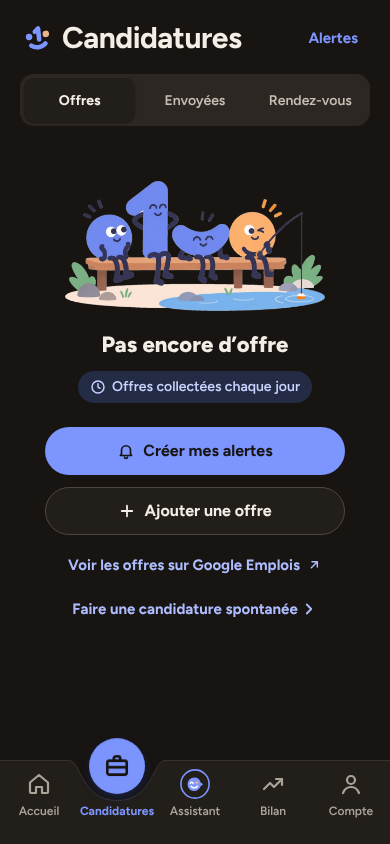 Candidatures
Alertes
Offres
Envoyées
Rendez-vous
Pas encore d’offre
Offres collectées chaque jour
Créer mes alertes
Ajouter une offre
Voir les offres sur Google Emplois
Faire une candidature spontanée
Accueil
Candidatures
Assistant
Bilan
Compte